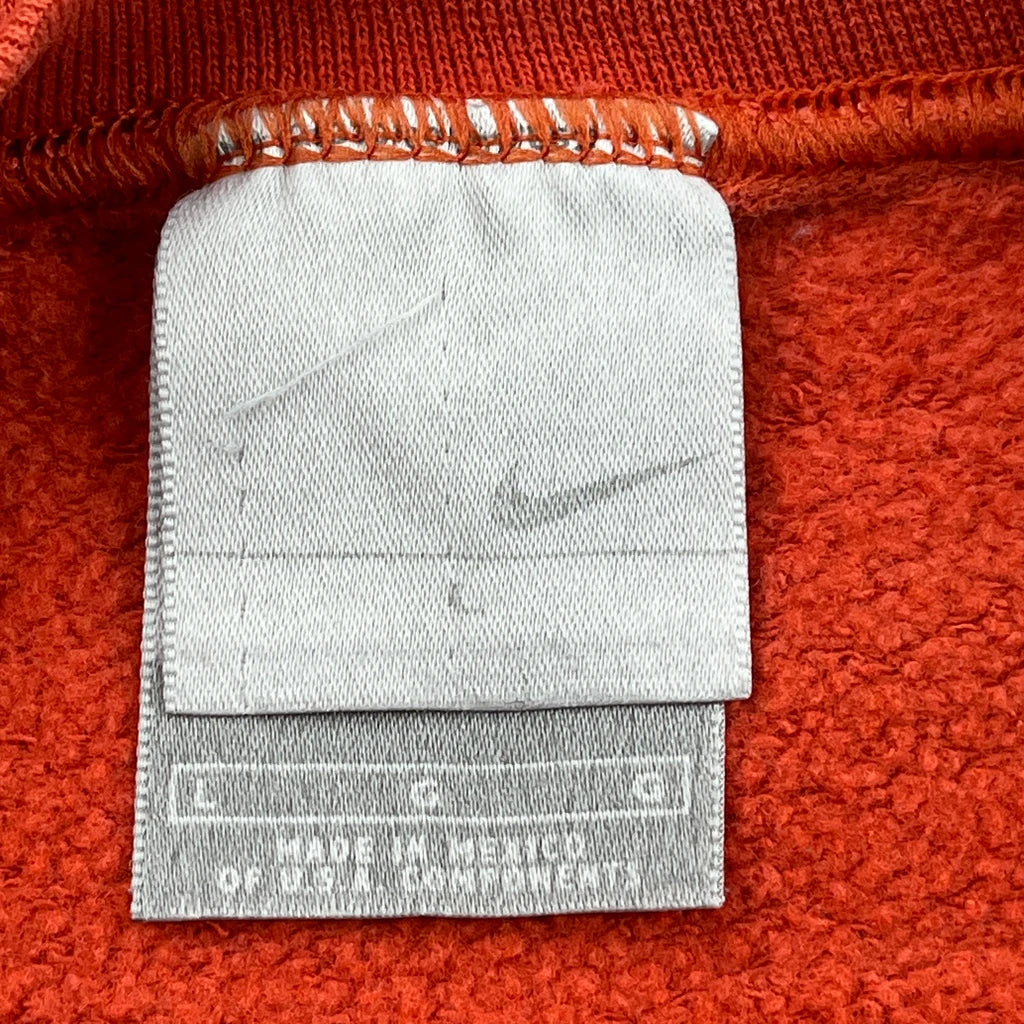 L G G
MADE IN MEXICO
OF U.S.A. COMPONENTS